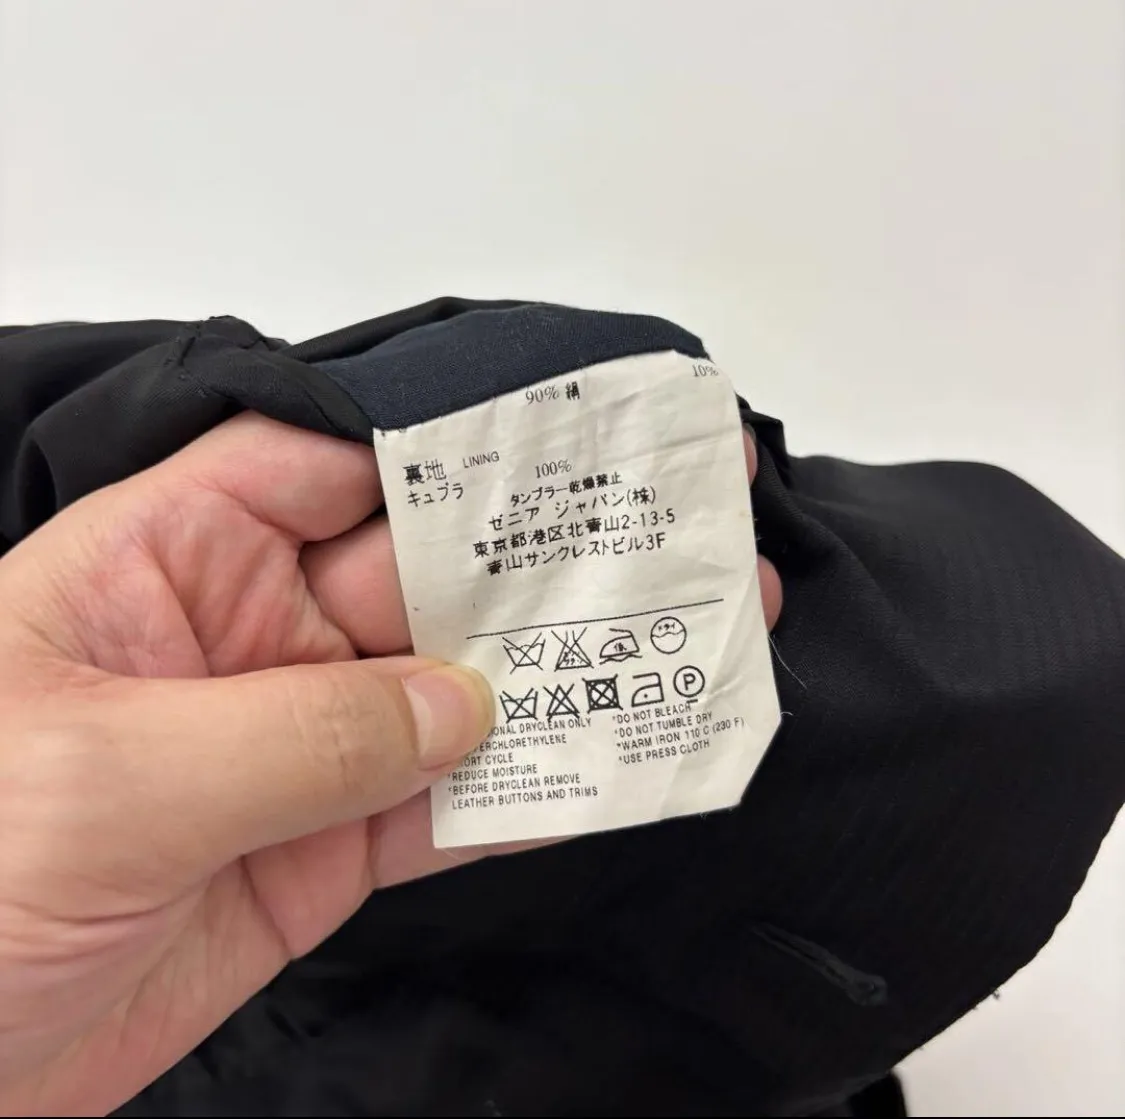 90% 絹 10%
裏地 LINING
キュプラ 100%
タンブラー乾燥禁止
ゼニア ジャパン(株)
東京都港区北青山2-13-5
青山サンクレストビル3F
ドライ
P
ONAL DRYCLEAN ONLY
ERCHLORETHYLENE
ORT CYCLE
*REDUCE MOISTURE
*BEFORE DRYCLEAN REMOVE
LEATHER BUTTONS AND TRIMS
*DO NOT BLEACH
*DO NOT TUMBLE DRY
*WARM IRON 110 C (230 F)
*USE PRESS CLOTH